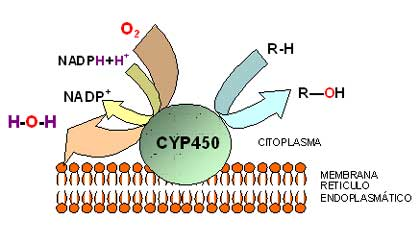 O₂
NADPH+H⁺
NADP⁺
H-O-H
R-H
R—OH
CYP450
CITOPLASMA
MEMBRANA
RETICULO
ENDOPLASMÁTICO